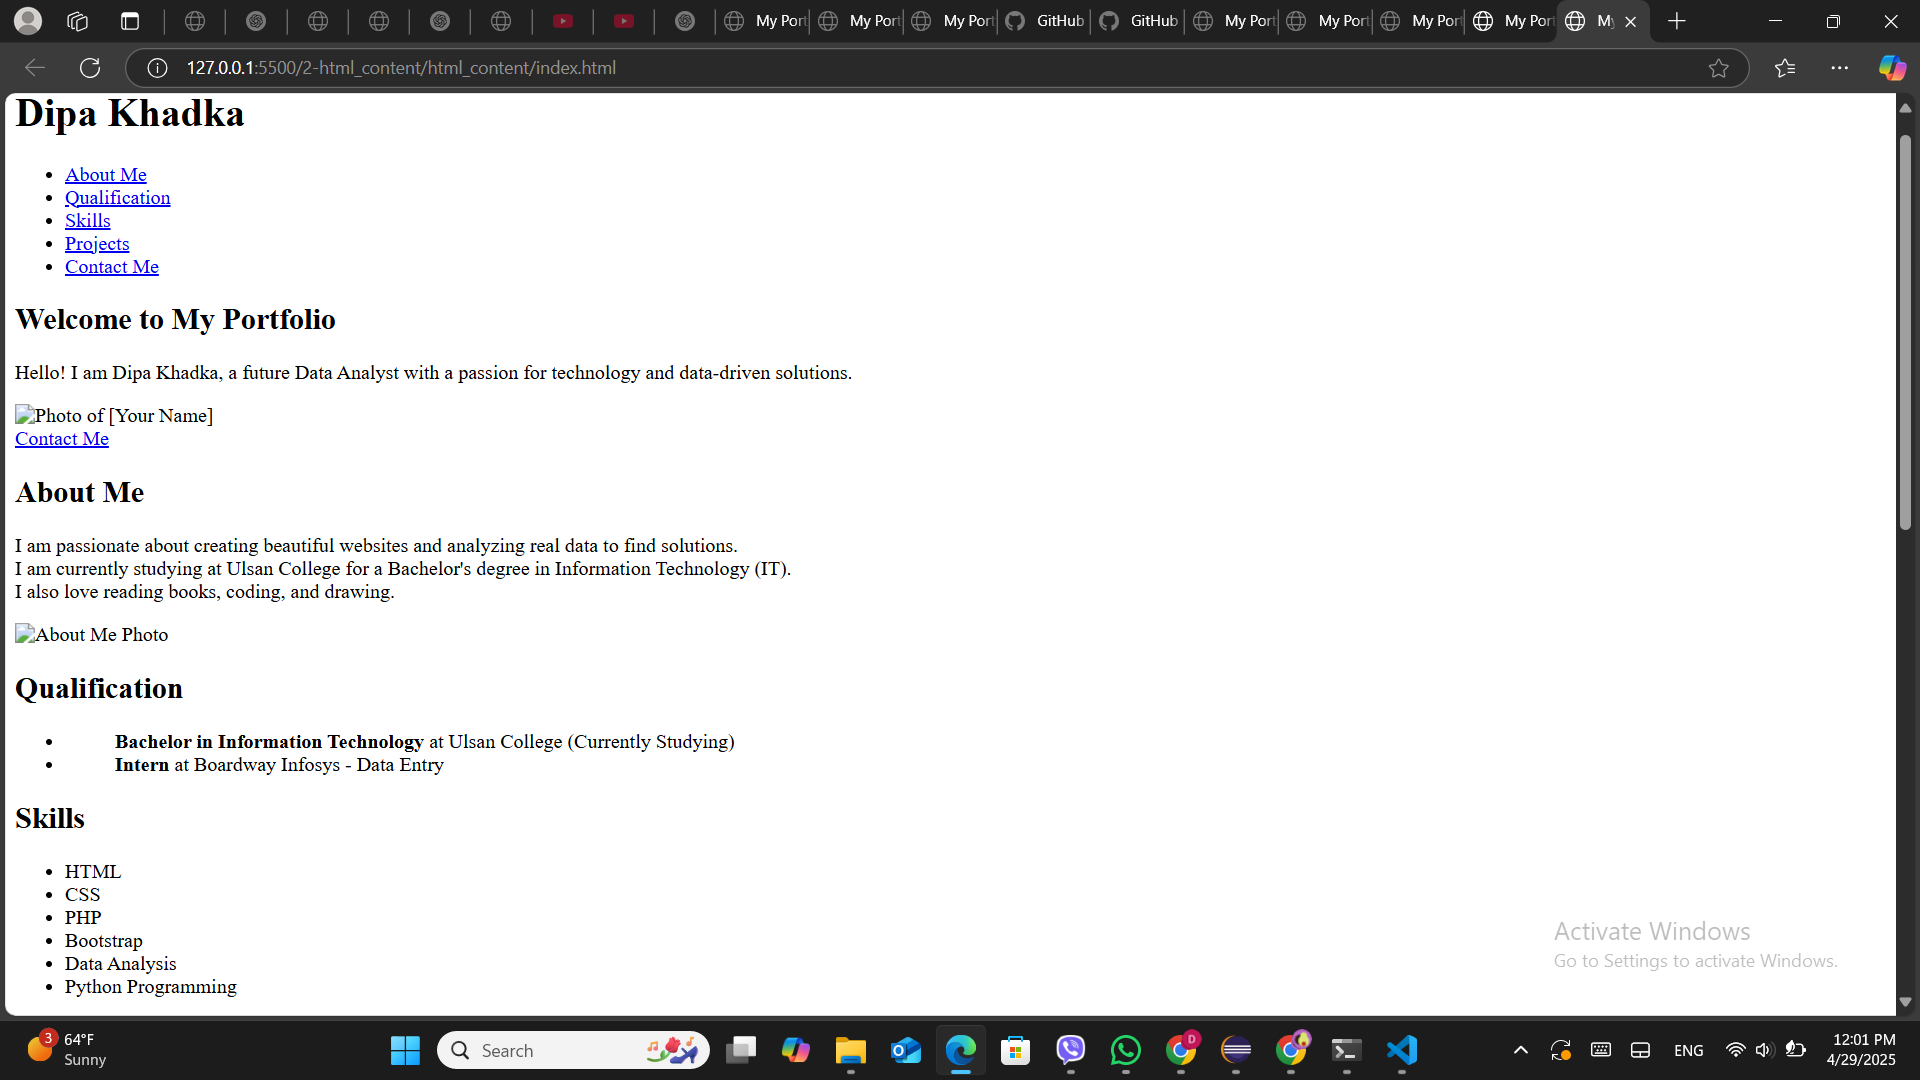 My Port
My Port
My Port
GitHub
GitHub
My Port
My Port
My Port
My Port
My
127.0.0.1:5500/2-html_content/html_content/index.html
Dipa Khadka
About Me
Qualification
Skills
Projects
Contact Me
Welcome to My Portfolio
Hello! I am Dipa Khadka, a future Data Analyst with a passion for technology and data-driven solutions.
Photo of [Your Name]
Contact Me
About Me
I am passionate about creating beautiful websites and analyzing real data to find solutions.
I am currently studying at Ulsan College for a Bachelor's degree in Information Technology (IT).
I also love reading books, coding, and drawing.
About Me Photo
Qualification
Bachelor in Information Technology at Ulsan College (Currently Studying)
Intern at Boardway Infosys - Data Entry
Skills
HTML
CSS
PHP
Bootstrap
Data Analysis
Python Programming
Activate Windows
Go to Settings to activate Windows.
3
64°F
Sunny
Search
D
ENG
12:01 PM
4/29/2025